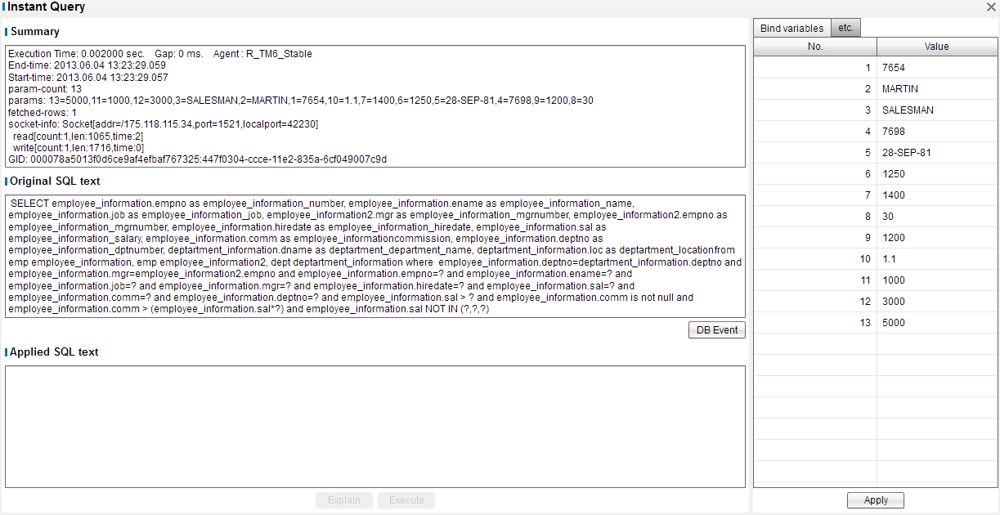 Instant Query
Summary
Execution Time: 0.002000 sec. Gap: 0 ms. Agent : R_TM6_Stable
End-time: 2013.06.04 13:23:29.059
Start-time: 2013.06.04 13:23:29.057
param-count: 13
params: 13=5000,11=1000,12=3000,3=SALESMAN,2=MARTIN,1=7654,10=1.1,7=1400,6=1250,5=28-SEP-81,4=7698,9=1200,8=30
fetched-rows: 1
socket-info: Socket[addr=/175.118.115.34,port=1521,localport=42230]
read[count:1,len:1065,time:2]
write[count:1,len:1716,time:0]
GID: 000078a5013f0d6ce9af4efbaf767325:447f0304-ccce-11e2-835a-6cf049007c9d
Original SQL text
SELECT employee_information.empno as employee_information_number, employee_information.ename as employee_information_name,
employee_information.job as employee_information_job, employee_information2.mgr as employee_information_mgrnumber, employee_information2.empno as
employee_information_mgrnumber, employee_information.hiredate as employee_information_hiredate, employee_information.sal as
employee_information_salary, employee_information.comm as employee_informationcommission, employee_information.deptno as
employee_information_dptnumber, deptartment_information.dname as deptartment_department_name, deptartment_information.loc as deptartment_locationfrom
emp employee_information, emp employee_information2, dept deptartment_information where employee_information.deptno=deptartment_information.deptno and
employee_information.mgr=employee_information2.empno and employee_information.empno=? and employee_information.ename=? and
employee_information.job=? and employee_information.mgr=? and employee_information.hiredate=? and employee_information.sal=? and
employee_information.comm=? and employee_information.deptno=? and employee_information.sal > ? and employee_information.comm is not null and
employee_information.comm > (employee_information.sal*?) and employee_information.sal NOT IN (?,?,?)
DB Event
Applied SQL text
Explain Execute
Bind variables etc.
No. Value
1 7654
2 MARTIN
3 SALESMAN
4 7698
5 28-SEP-81
6 1250
7 1400
8 30
9 1200
10 1.1
11 1000
12 3000
13 5000
Apply